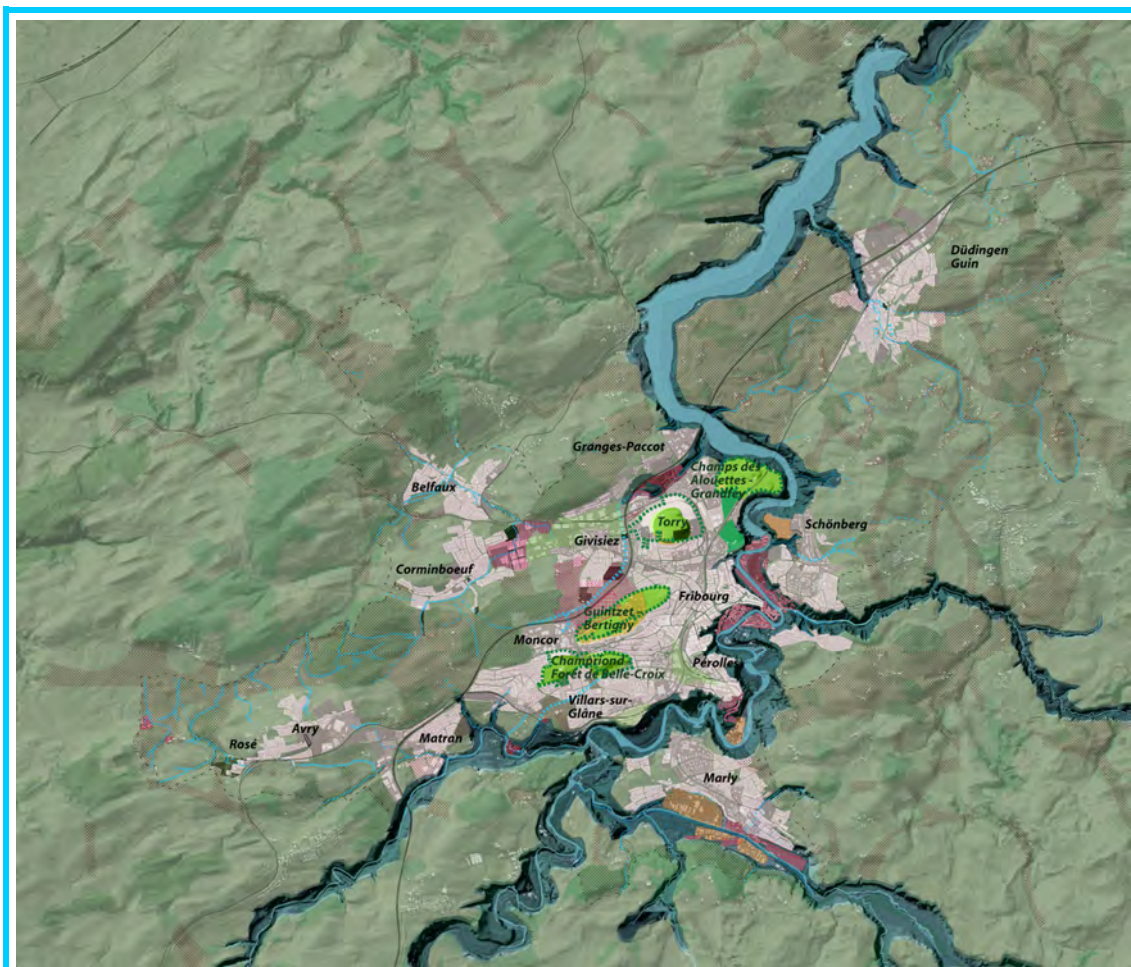 Düdingen
Guin
Granges-Paccot
Champs des
Alouettes -
Grandfey
Belfaux
Torry
Schönberg
Givisiez
Corminboeuf
Fribourg
Guintzet
Bertigny
Moncor
Pérolles
Champriond
Forêt de Belle-Croix
Villars-sur-
Glâne
Avry
Rosé
Matran
Marly